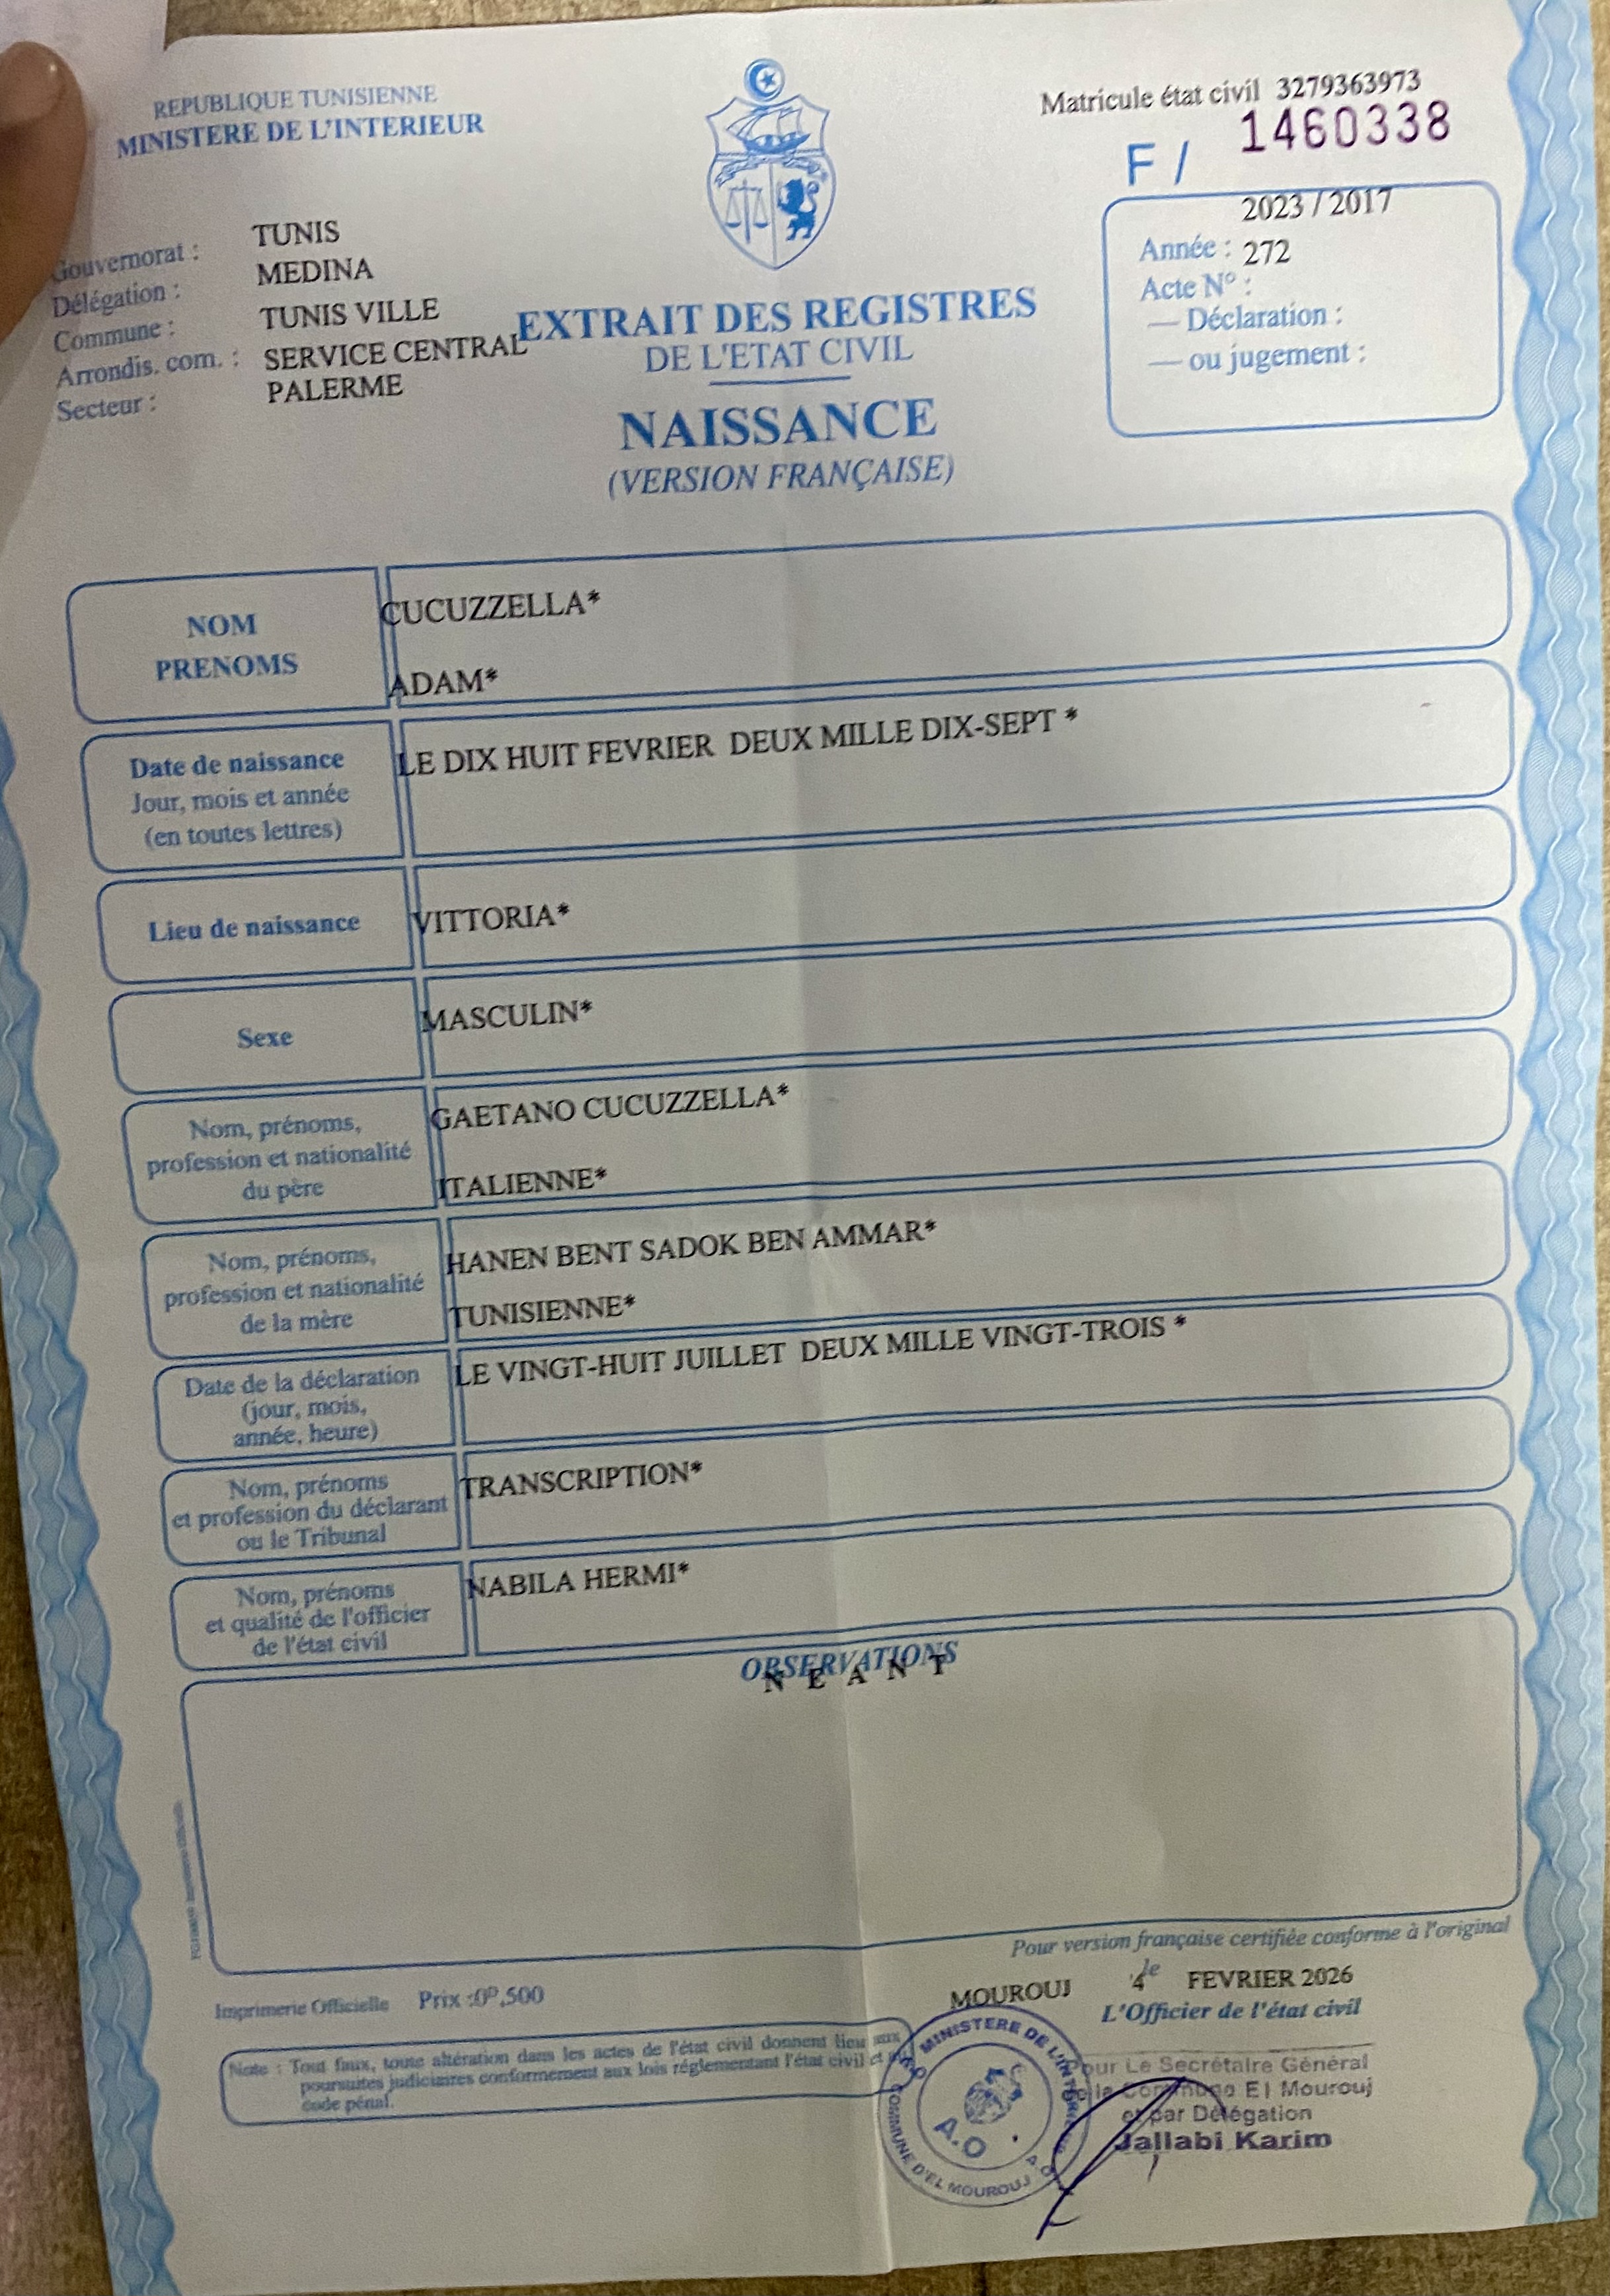 REPUBLIQUE TUNISIENNE
MINISTERE DE L'INTERIEUR
Matricule état civil 3279363973
F / 1460338
Gouvernorat : TUNIS
Délégation : MEDINA
Commune : TUNIS VILLE
Arrondis. com. : SERVICE CENTRAL
Secteur : PALERME
EXTRAIT DES REGISTRES
DE L'ETAT CIVIL
NAISSANCE
(VERSION FRANÇAISE)
2023 / 2017
Année : 272
Acte N° :
— Déclaration :
— ou jugement :
NOM
PRENOMS
CUCUZZELLA*
ADAM*
Date de naissance
Jour, mois et année
(en toutes lettres)
LE DIX HUIT FEVRIER DEUX MILLE DIX-SEPT *
Lieu de naissance
VITTORIA*
Sexe
MASCULIN*
Nom, prénoms,
profession et nationalité
du père
GAETANO CUCUZZELLA*
ITALIENNE*
Nom, prénoms,
profession et nationalité
de la mère
HANEN BENT SADOK BEN AMMAR*
TUNISIENNE*
Date de la déclaration
(jour, mois,
année, heure)
LE VINGT-HUIT JUILLET DEUX MILLE VINGT-TROIS *
Nom, prénoms
et profession du déclarant
ou le Tribunal
TRANSCRIPTION*
Nom, prénoms
et qualité de l'officier
de l'état civil
NABILA HERMI*
OBSERVATIONS
N E A N T
Pour version française certifiée conforme à l'original
MOUROUJ le 4 FEVRIER 2026
L'Officier de l'état civil
Imprimerie Officielle Prix :0D,500
Note : Tout faux, toute altération dans les actes de l'état civil donnent lieu aux
poursuites judiciaires conformement aux lois réglementant l'état civil et
code pénal.
MINISTERE DE L'INTERIEUR
COMMUNE D'EL MOUROUJ
A.O
Pour Le Secrétaire Général
de la Commune El Mourouj
et par Délégation
Jallabi Karim